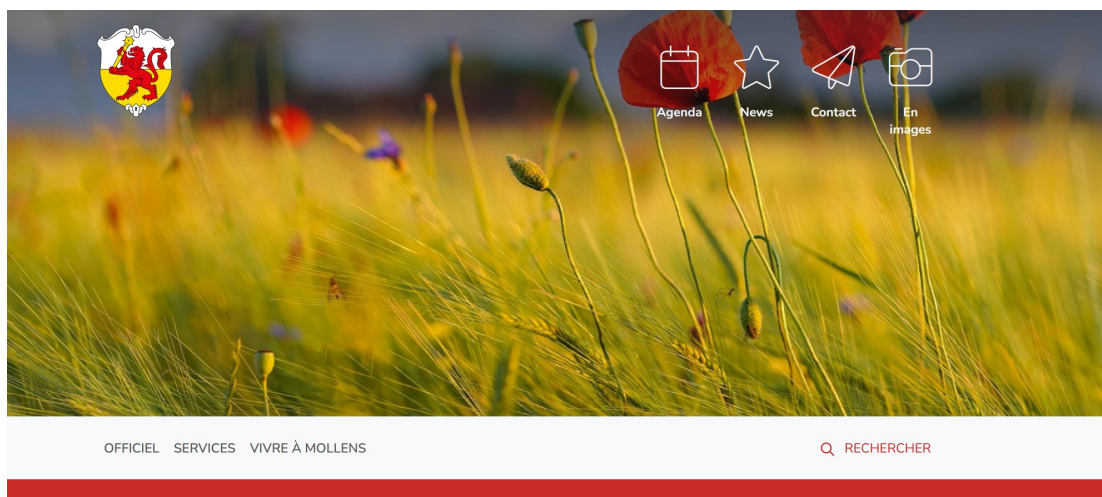 Agenda News Contact En
images
OFFICIEL SERVICES VIVRE À MOLLENS RECHERCHER